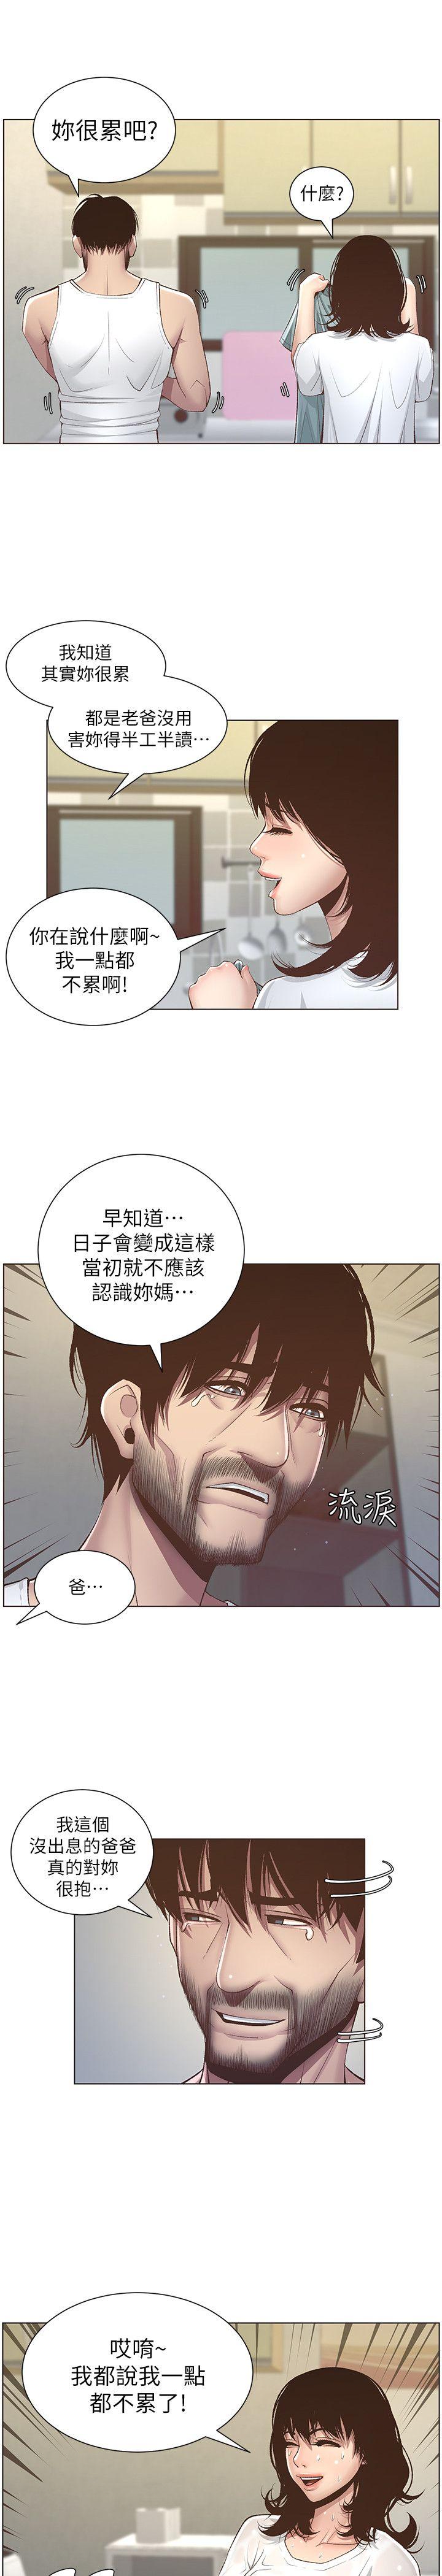 妳很累吧?
什麼?
我知道
其實妳很累
都是老爸沒用
害妳得半工半讀⋯
你在說什麼啊~
我一點都
不累啊!
早知道⋯
日子會變成這樣
當初就不應該
認識妳媽⋯
流淚
爸⋯
我這個
沒出息的爸爸
真的對妳
很抱⋯
哎唷~
我都說我一點
都不累了!